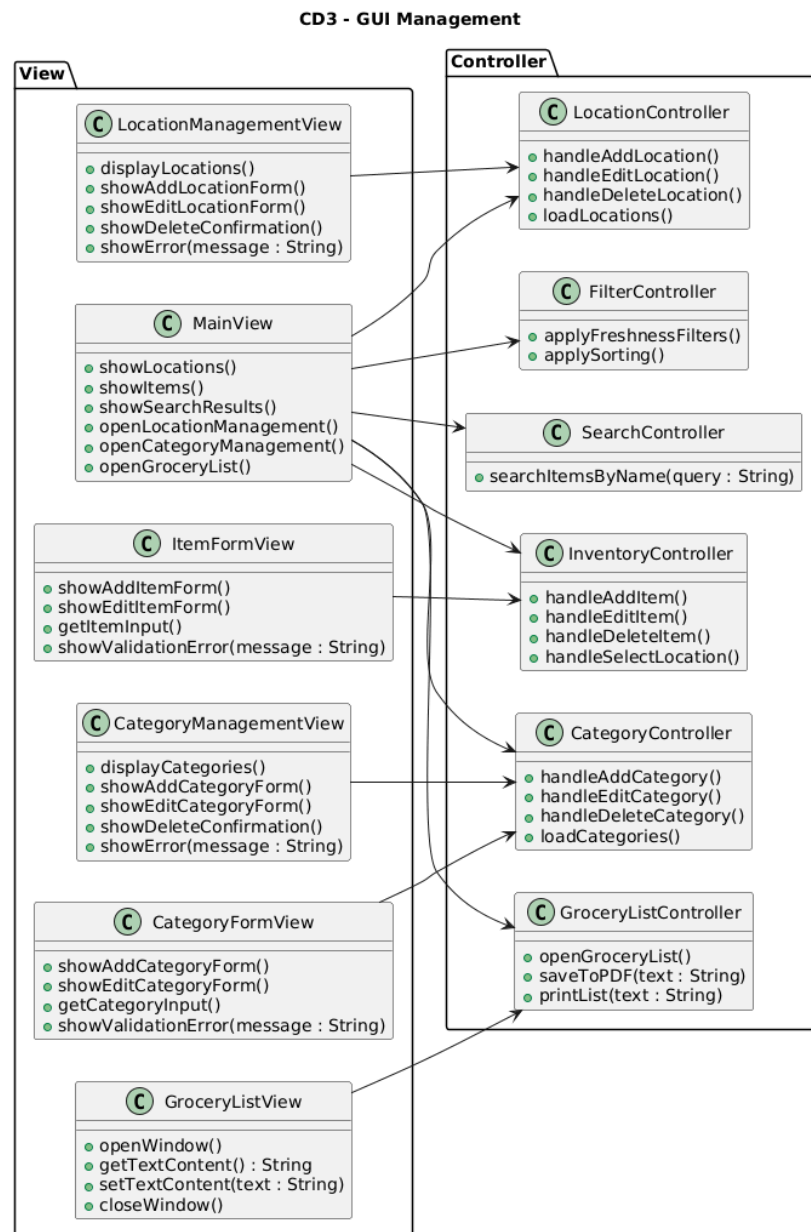 CD3 - GUI Management
View
C LocationManagementView
displayLocations()
showAddLocationForm()
showEditLocationForm()
showDeleteConfirmation()
showError(message : String)
C MainView
showLocations()
showItems()
showSearchResults()
openLocationManagement()
openCategoryManagement()
openGroceryList()
C ItemFormView
showAddItemForm()
showEditItemForm()
getItemInput()
showValidationError(message : String)
C CategoryManagementView
displayCategories()
showAddCategoryForm()
showEditCategoryForm()
showDeleteConfirmation()
showError(message : String)
C CategoryFormView
showAddCategoryForm()
showEditCategoryForm()
getCategoryInput()
showValidationError(message : String)
C GroceryListView
openWindow()
getTextContent() : String
setTextContent(text : String)
closeWindow()
Controller
C LocationController
handleAddLocation()
handleEditLocation()
handleDeleteLocation()
loadLocations()
C FilterController
applyFreshnessFilters()
applySorting()
C SearchController
searchItemsByName(query : String)
C InventoryController
handleAddItem()
handleEditItem()
handleDeleteItem()
handleSelectLocation()
C CategoryController
handleAddCategory()
handleEditCategory()
handleDeleteCategory()
loadCategories()
C GroceryListController
openGroceryList()
saveToPDF(text : String)
printList(text : String)